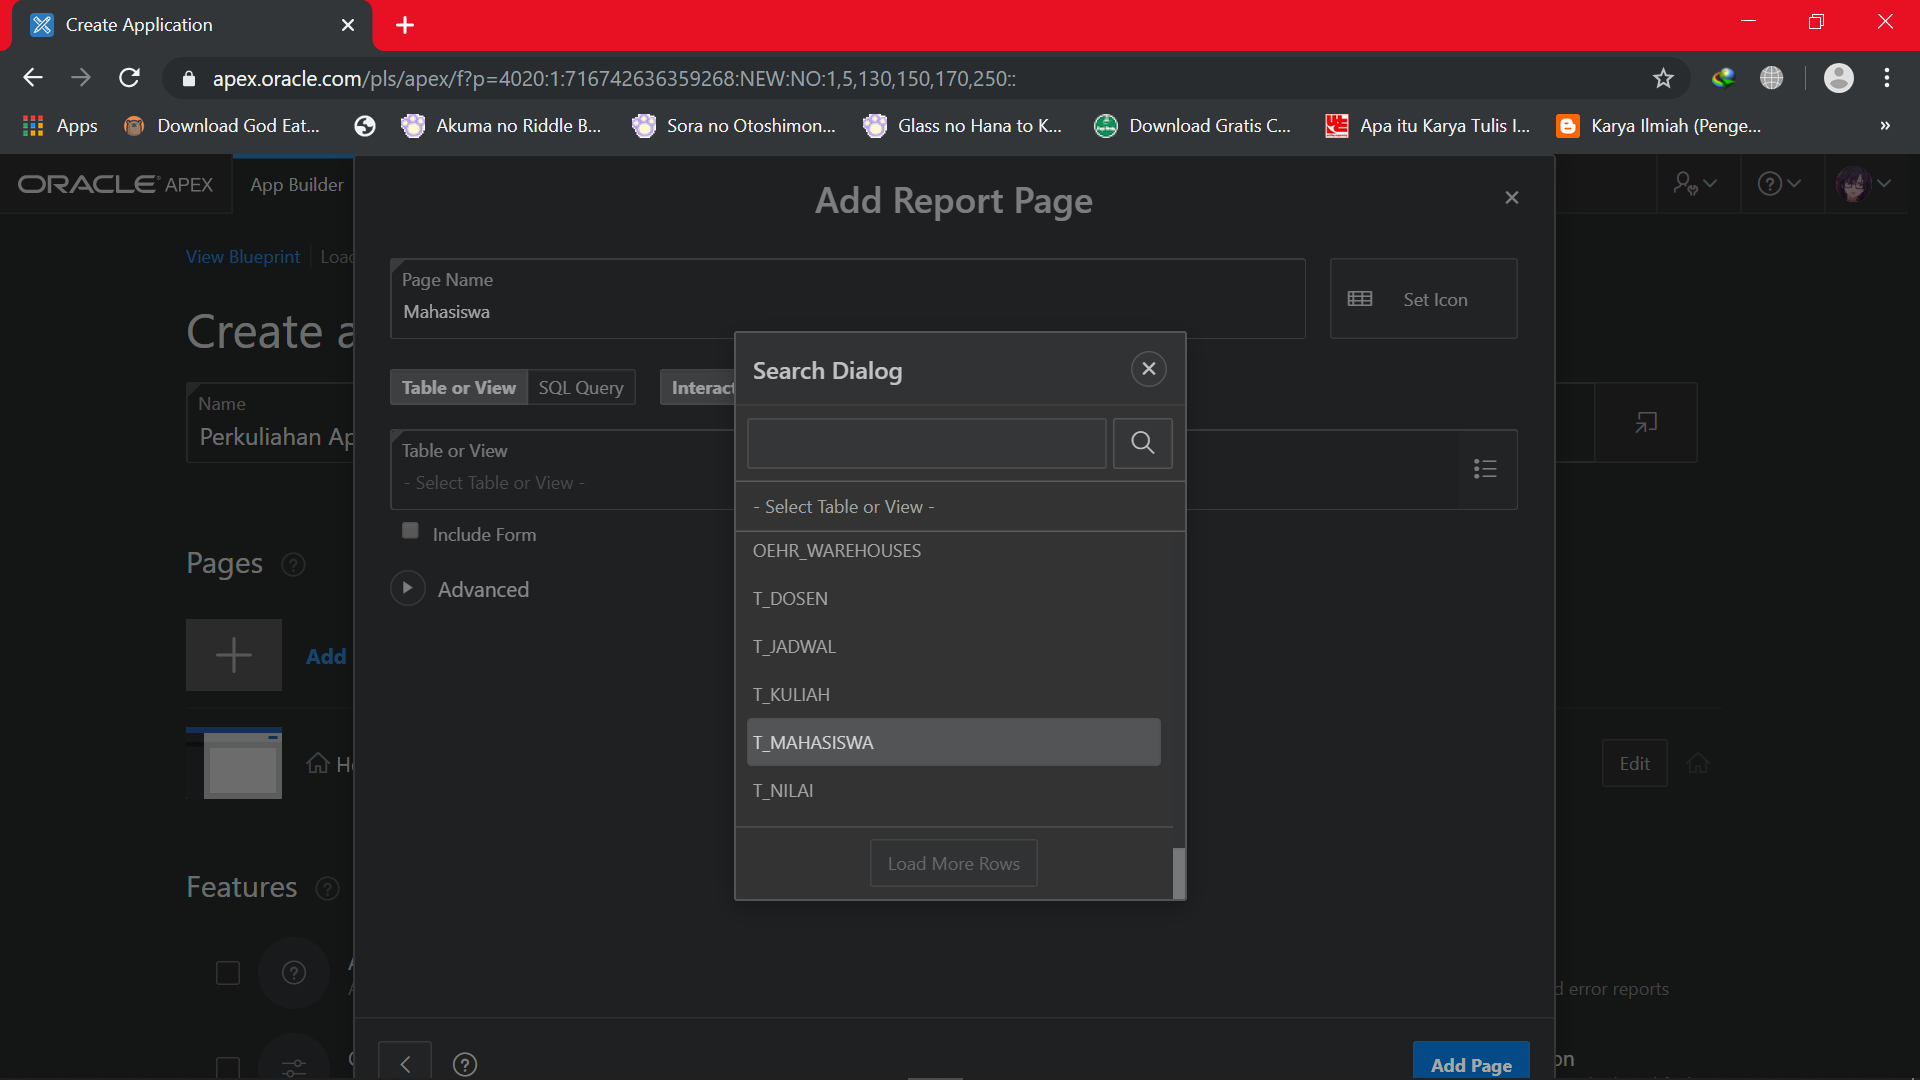 Create Application
apex.oracle.com/pls/apex/f?p=4020:1:716742636359268:NEW:NO:1,5,130,150,170,250::
Apps
Download God Eat...
Akuma no Riddle B...
Sora no Otoshimon...
Glass no Hana to K...
Download Gratis C...
Apa itu Karya Tulis I...
Karya Ilmiah (Penge...
»
ORACLE APEX
App Builder
Add Report Page
View Blueprint
Load
Page Name
Mahasiswa
Set Icon
Create a
Name
Perkuliahan Ap
Table or View
SQL Query
Interact
Table or View
- Select Table or View -
Include Form
Advanced
Search Dialog
- Select Table or View -
OEHR_WAREHOUSES
T_DOSEN
T_JADWAL
T_KULIAH
T_MAHASISWA
T_NILAI
Load More Rows
Pages
Add
Ho
Edit
Features
d error reports
on
Add Page